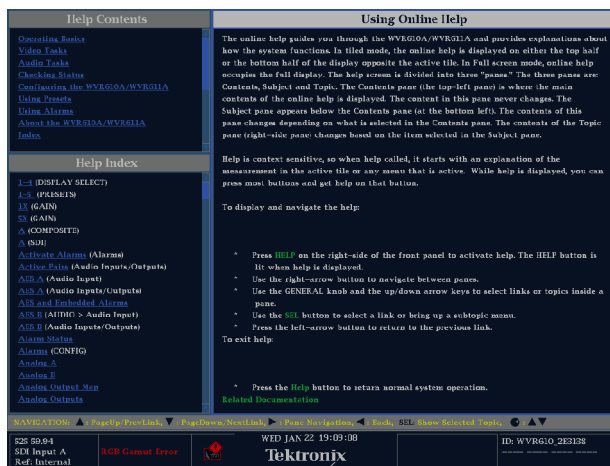 Help Contents
Operating Basics
Video Tasks
Audio Tasks
Checking Status
Configuring the WVR610A/WVR611A
Using Presets
Using Alarms
About the WVR610A/WVR611A
Index
Help Index
1-4 (DISPLAY SELECT)
1-5 (PRESETS)
1X (GAIN)
5X (GAIN)
A (COMPOSITE)
A (SDI)
Activate Alarms (Alarms)
Active Pairs (Audio Inputs/Outputs)
AES A (Audio Input)
AES A (Audio Inputs/Outputs)
AES and Embedded Alarms
AES B (AUDIO > Audio Input)
AES B (Audio Inputs/Outputs)
Alarm Status
Alarms (CONFIG)
Analog A
Analog B
Analog Output Map
Analog Outputs
Using Online Help
The online help guides you through the WVR610A/WVR611A and provides explanations about
how the system functions. In tiled mode, the online help is displayed on either the top half
or the bottom half of the display opposite the active tile. In Full screen mode, online help
occupies the full display. The help screen is divided into three "panes." The three panes are:
Contents, Subject and Topic. The Contents pane (the top-left pane) is where the main
contents of the online help is displayed. The content in this pane never changes. The
Subject pane appears below the Contents pane (at the bottom left). The contents of this
pane changes depending on what is selected in the Contents pane. The contents of the Topic
pane (right-side pane) changes based on the item selected in the Subject pane.
Help is context sensitive, so when help called, it starts with an explanation of the
measurement in the active tile or any menu that is active. While help is displayed, you can
press most buttons and get help on that button.
To display and navigate the help:
* Press HELP on the right-side of the front panel to activate help. The HELP button is
lit when help is displayed.
* Use the right-arrow button to navigate between panes.
* Use the GENERAL knob and the up/down arrow keys to select links or topics inside a
pane.
* Use the SEL button to select a link or bring up a subtopic menu.
* Press the left-arrow button to return to the previous link.
To exit help:
* Press the Help button to return normal system operation.
Related Documentation
NAVIGATION: ▲: PageUp/PrevLink, ▼: PageDown/NextLink, ►: Pane Navigation, ◄: Back, SEL: Show Selected Topic, : ▲▼
525 59.94
SDI Input A
Ref: Internal
RGB Gamut Error
WED JAN 22 19:09:08
Tektronix
ID: WVRG10_2E3138
---- ---- ---- ----